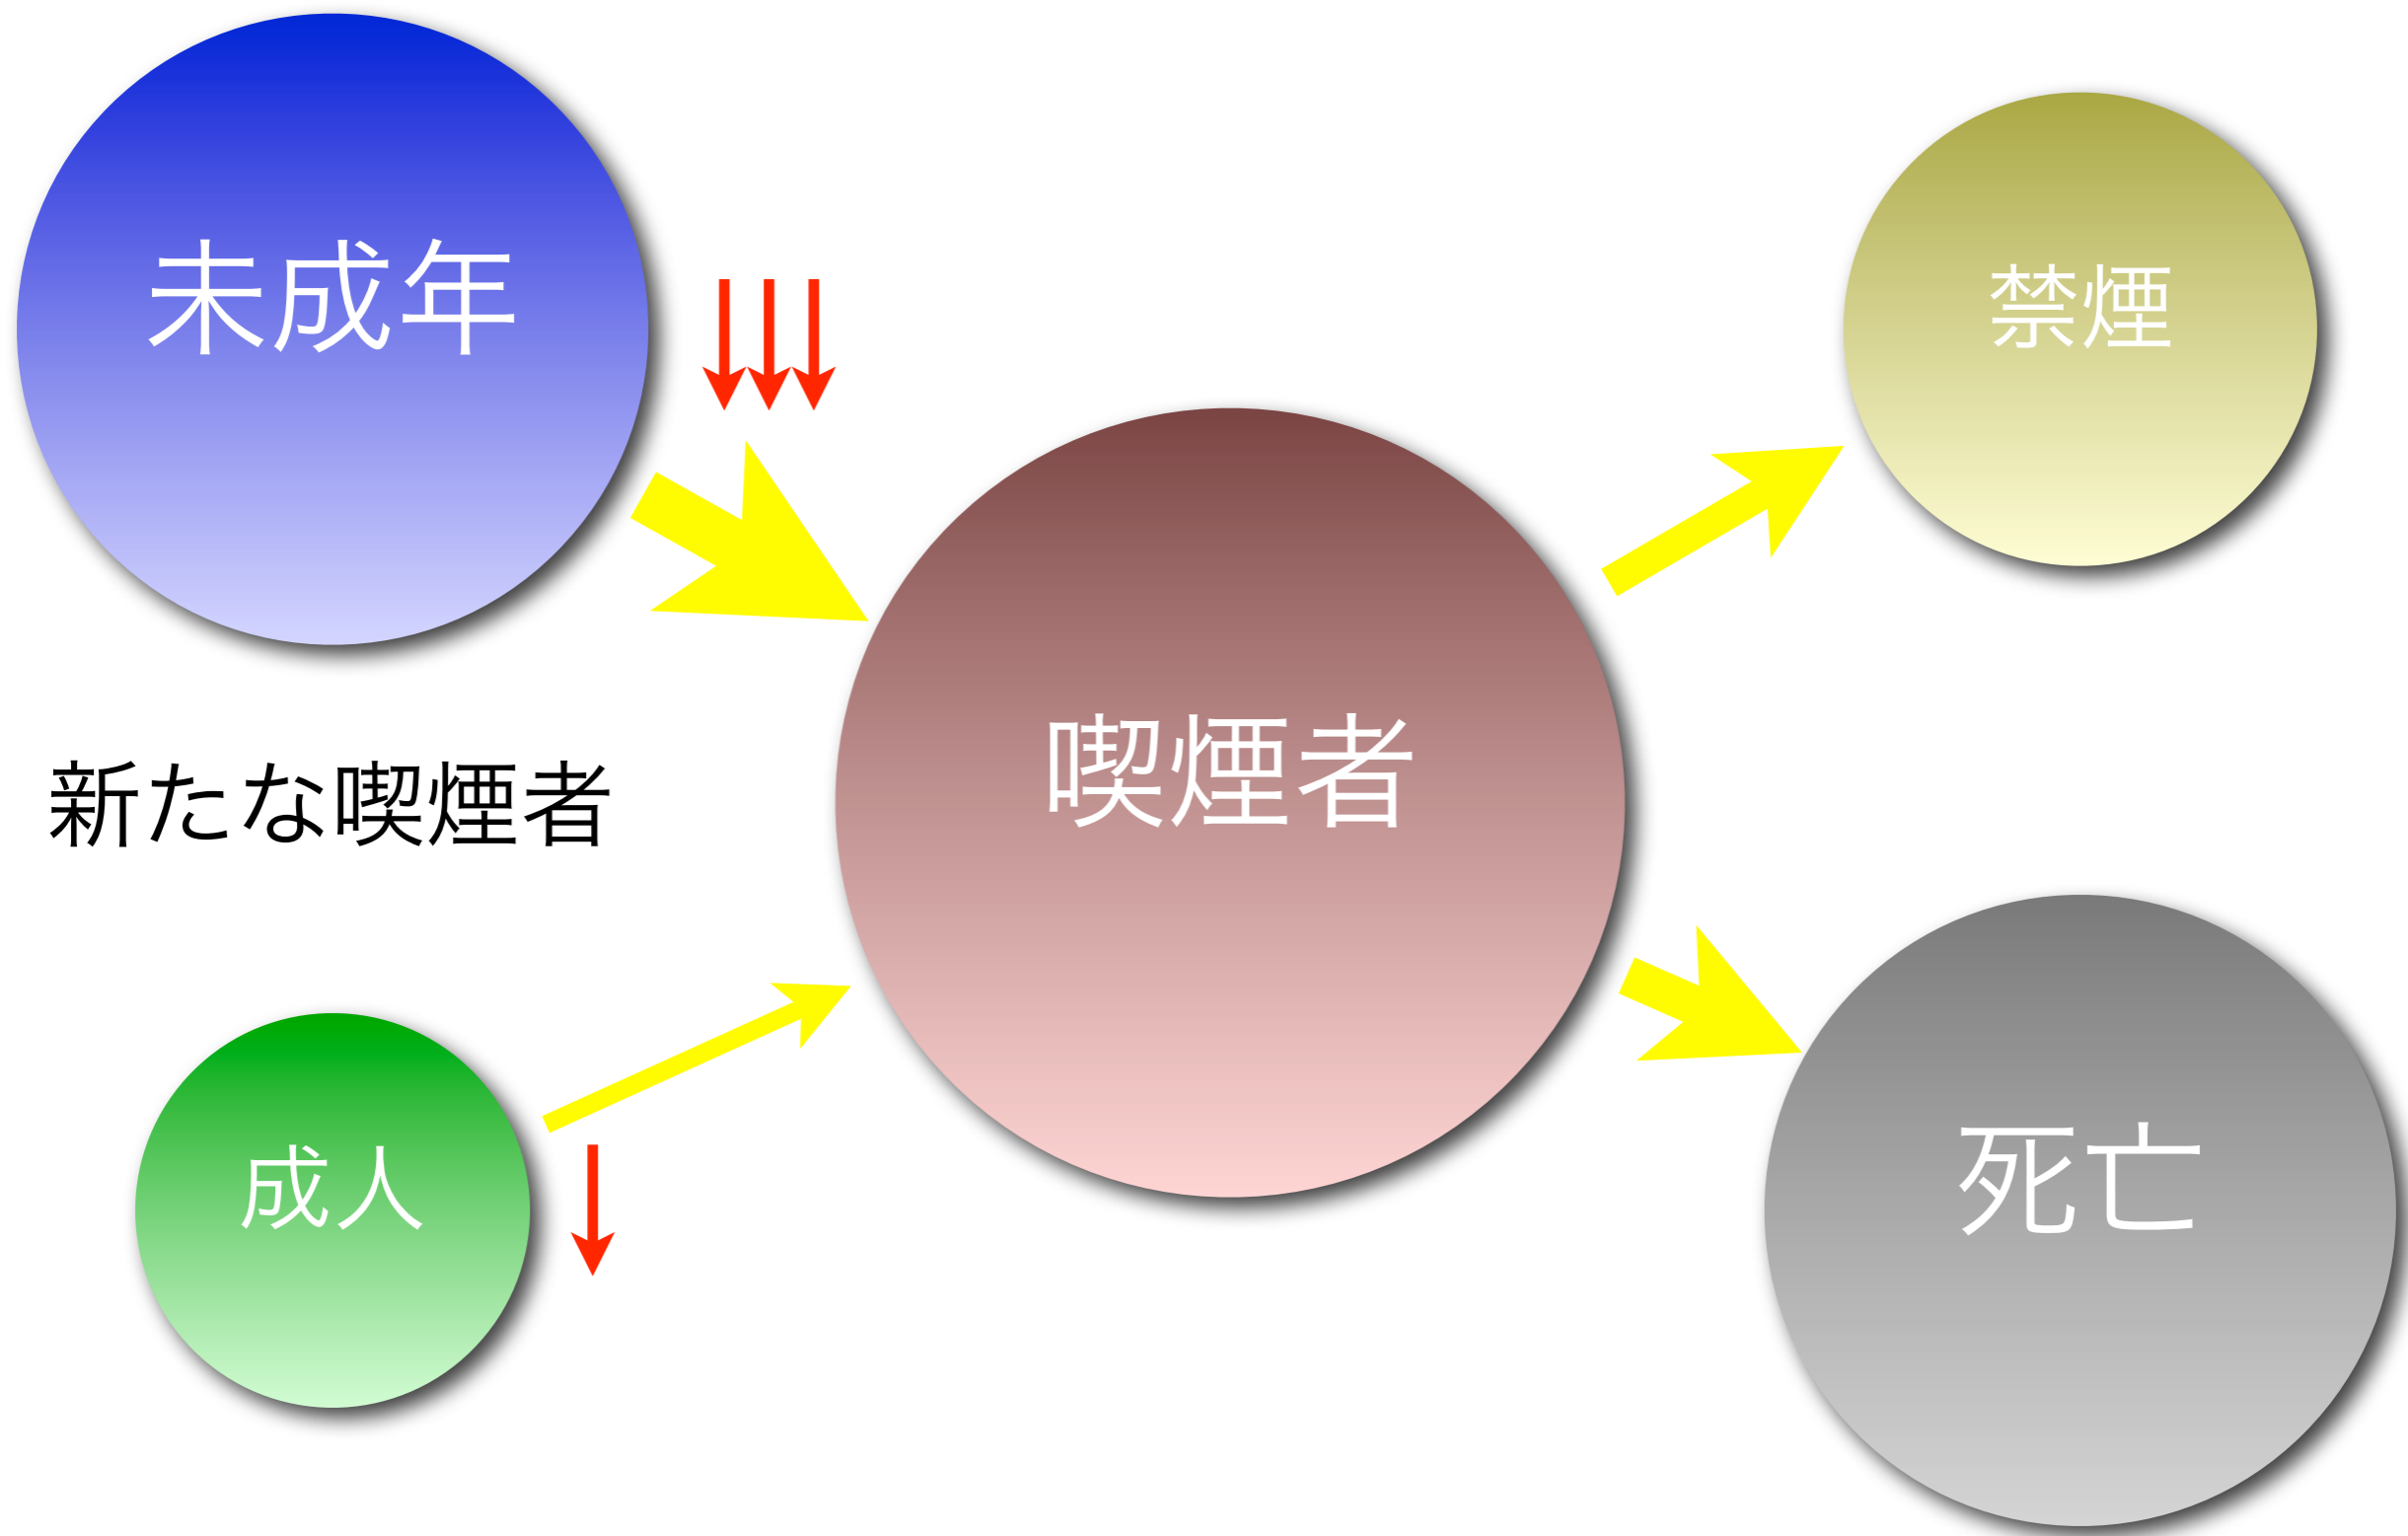 未成年
禁煙
喫煙者
新たな喫煙者
成人
死亡